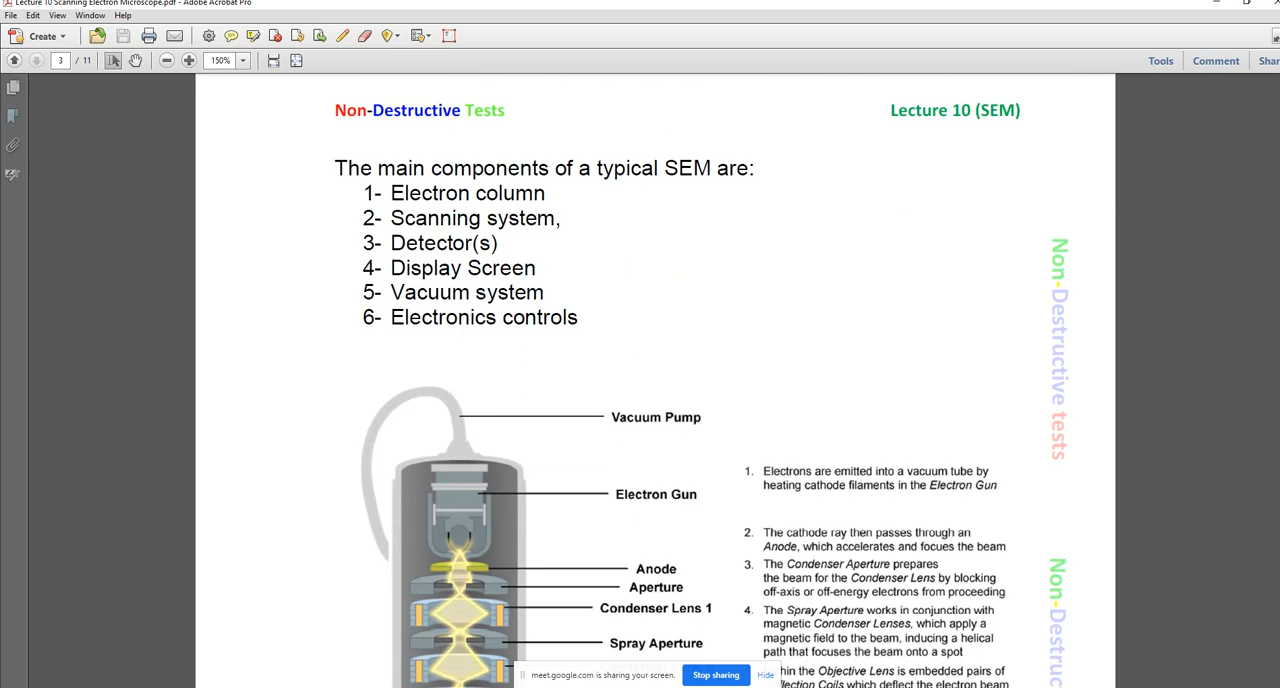 Lecture 10 Scanning Electron Microscope.pdf - Adobe Acrobat Pro
File Edit View Window Help
Create
3 / 11 150% Tools Comment
Non-Destructive Tests Lecture 10 (SEM)
The main components of a typical SEM are:
1- Electron column
2- Scanning system,
3- Detector(s)
4- Display Screen
5- Vacuum system
6- Electronics controls
Non-Destructive tests
Vacuum Pump
Electron Gun
Anode
Aperture
Condenser Lens 1
Spray Aperture
1. Electrons are emitted into a vacuum tube by
heating cathode filaments in the Electron Gun
2. The cathode ray then passes through an
Anode, which accelerates and focues the beam
3. The Condenser Aperture prepares
the beam for the Condenser Lens by blocking
off-axis or off-energy electrons from proceeding
4. The Spray Aperture works in conjunction with
magnetic Condenser Lenses, which apply a
magnetic field to the beam, inducing a helical
path that focuses the beam onto a spot
the Objective Lens is embedded pairs of
which deflect the electron beam
Non-Destruc
meet.google.com is sharing your screen. Stop sharing Hide